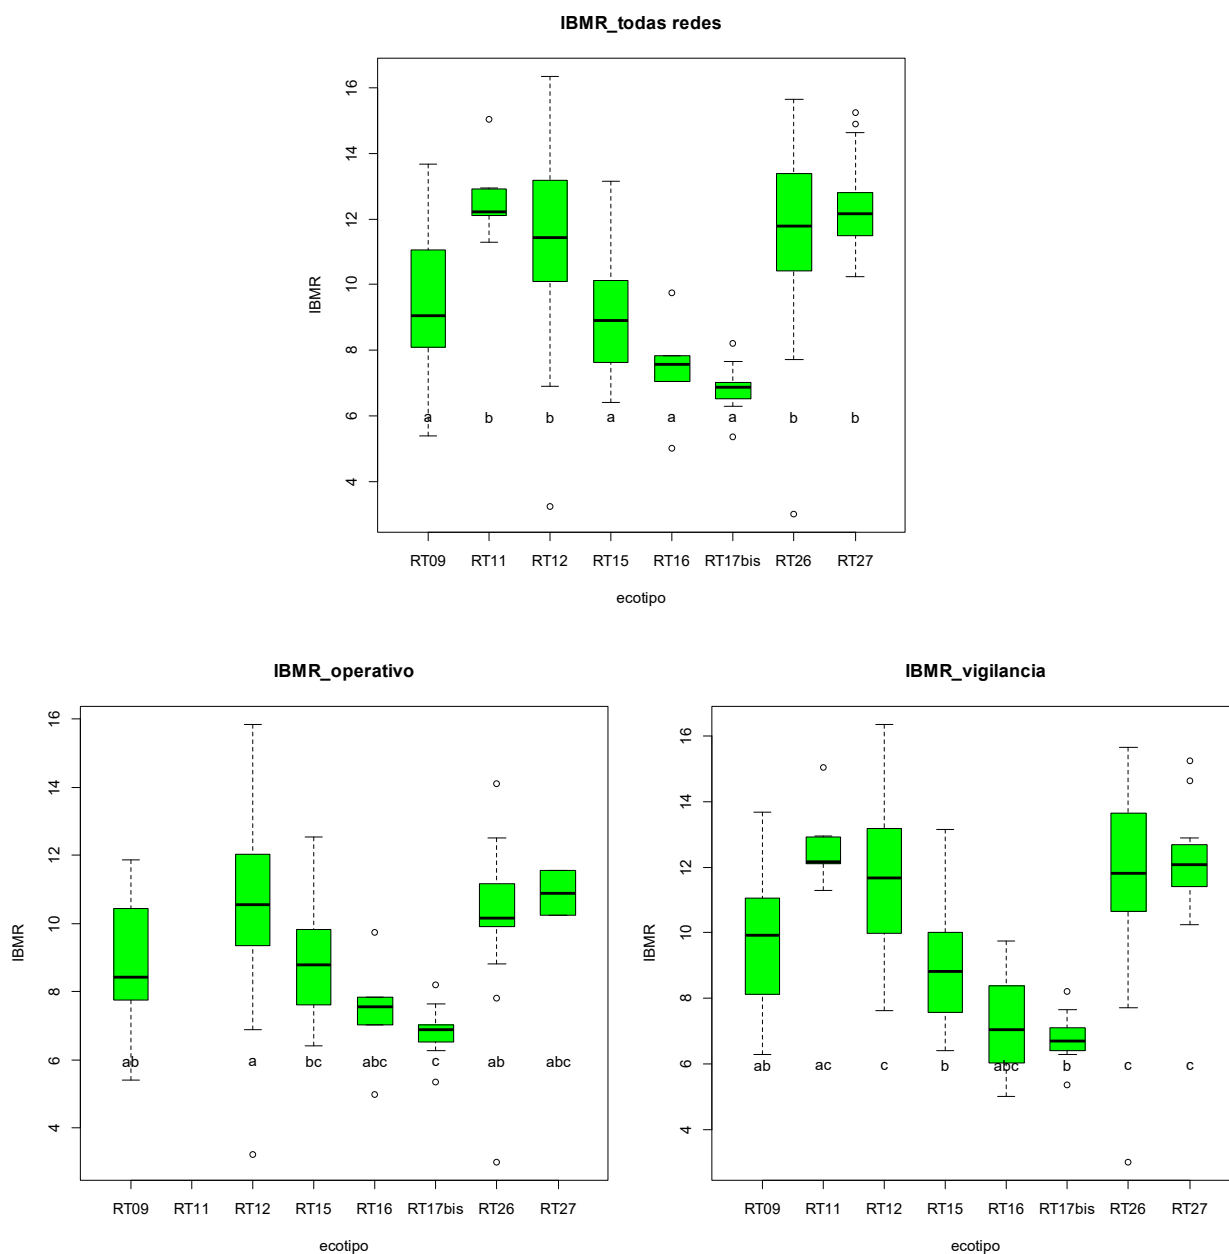 IBMR_todas redes
16
14
12
10
8
6
4
IBMR
a b b a a a b b
RT09 RT11 RT12 RT15 RT16 RT17bis RT26 RT27
ecotipo
IBMR_operativo
16
14
12
10
8
6
4
IBMR
ab a bc abc c ab abc
RT09 RT11 RT12 RT15 RT16 RT17bis RT26 RT27
ecotipo
IBMR_vigilancia
16
14
12
10
8
6
4
IBMR
ab ac c b abc b c c
RT09 RT11 RT12 RT15 RT16 RT17bis RT26 RT27
ecotipo